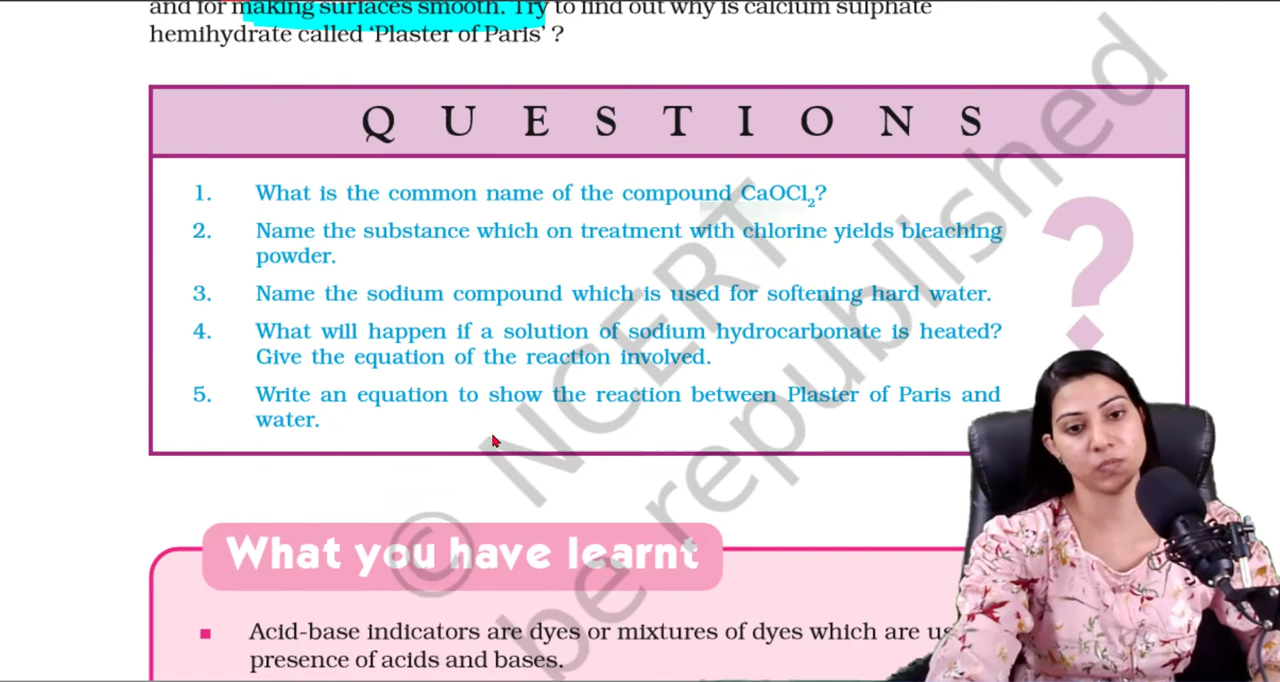 and for making surfaces smooth. Try to find out why is calcium sulphate
hemihydrate called ‘Plaster of Paris’ ?
QUESTIONS
1. What is the common name of the compound CaOCl₂?
2. Name the substance which on treatment with chlorine yields bleaching
powder.
3. Name the sodium compound which is used for softening hard water.
4. What will happen if a solution of sodium hydrocarbonate is heated?
Give the equation of the reaction involved.
5. Write an equation to show the reaction between Plaster of Paris and
water.
?
© NCERT
be republished
What you have learnt
■ Acid-base indicators are dyes or mixtures of dyes which are
presence of acids and bases.